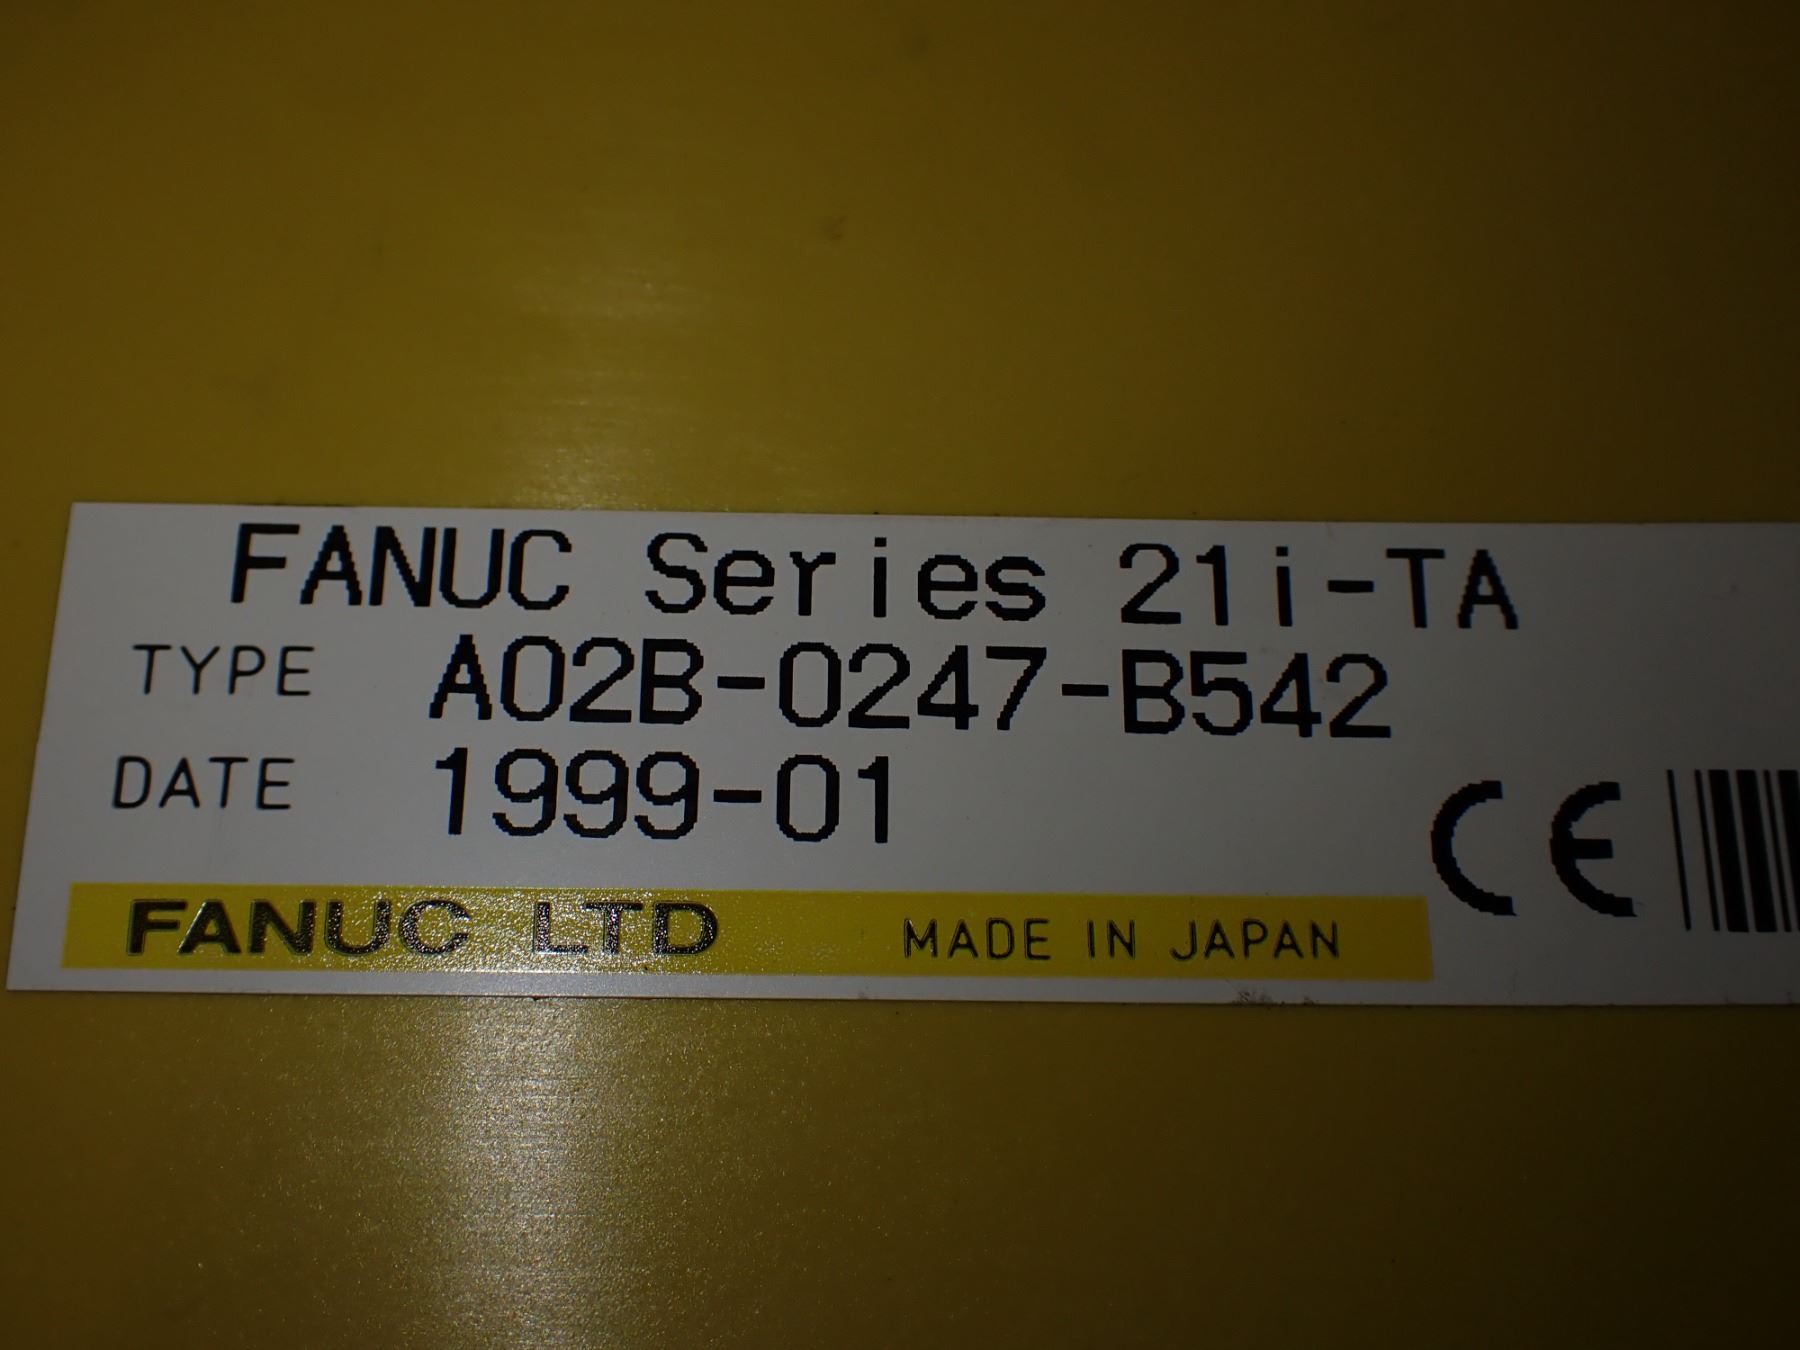 FANUC Series 21i-TA
TYPE A02B-0247-B542
DATE 1999-01
CE
FANUC LTD MADE IN JAPAN